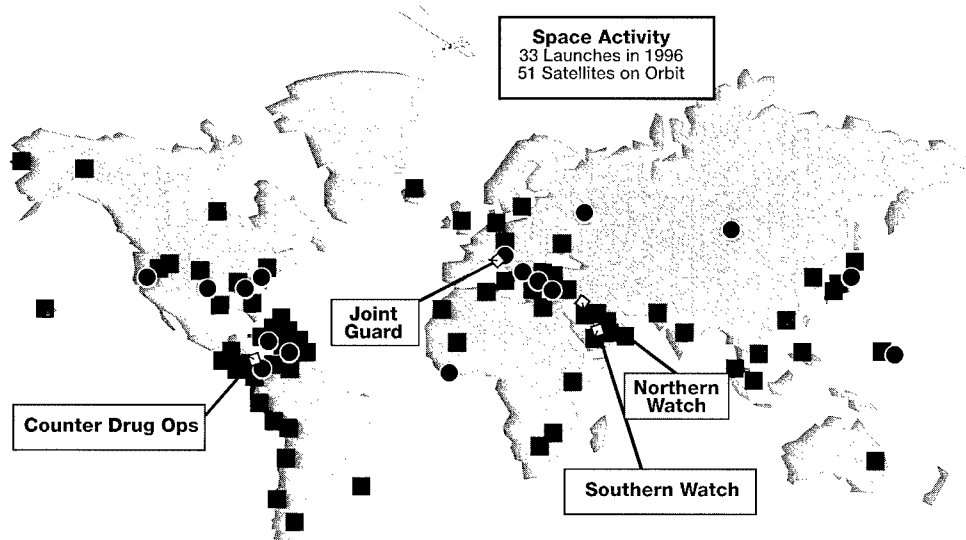 Space Activity
33 Launches in 1996
51 Satellites on Orbit
Joint
Guard
Northern
Watch
Counter Drug Ops
Southern Watch